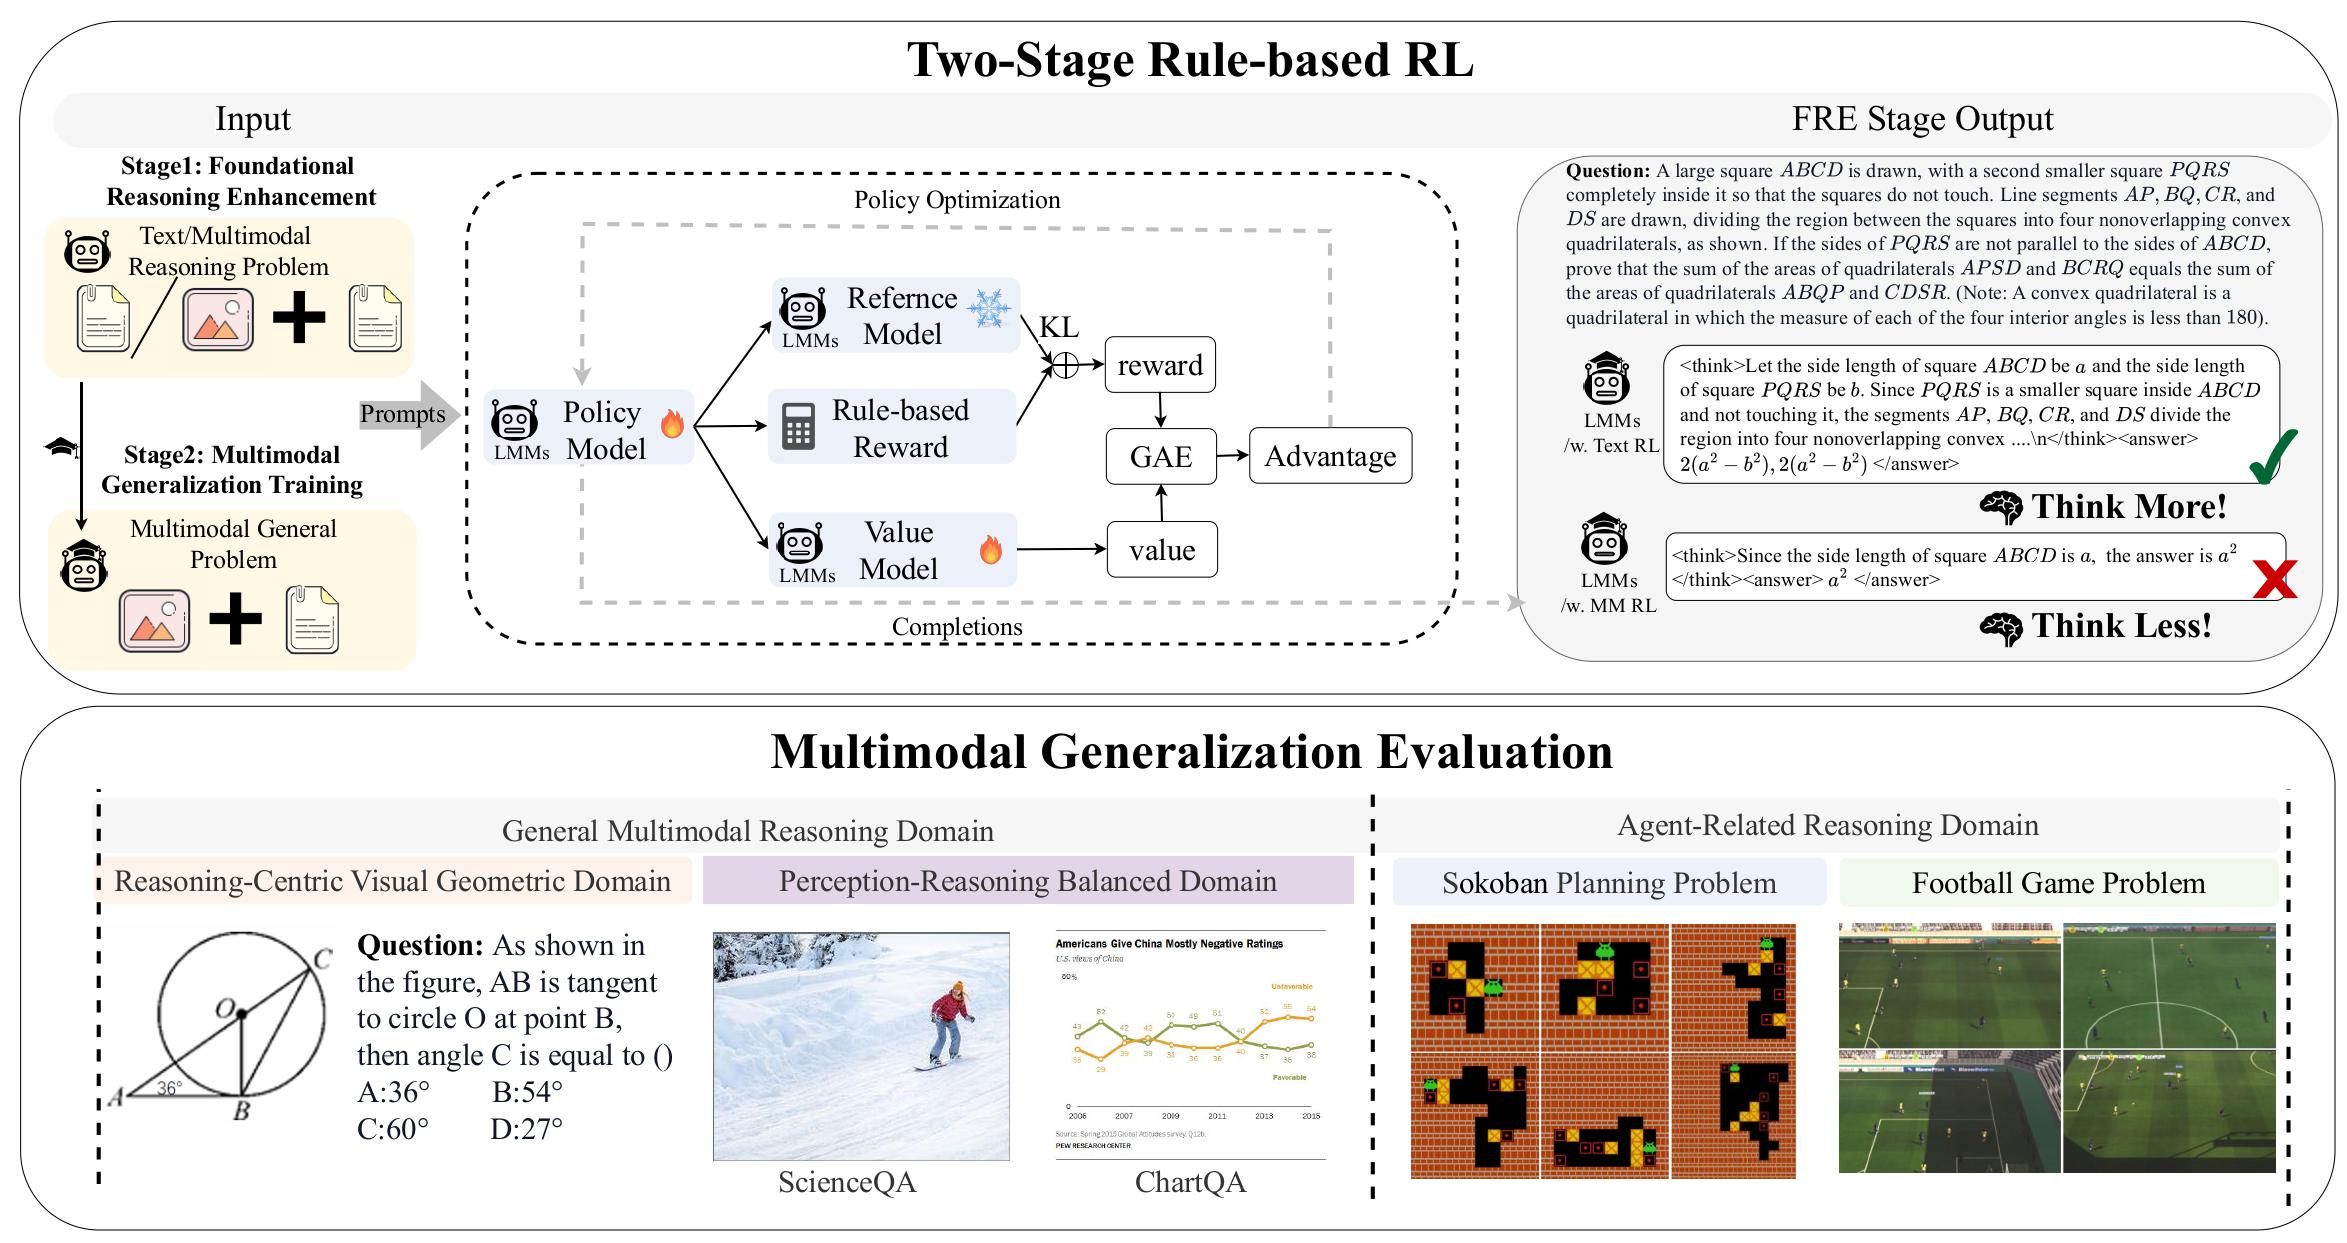 Two-Stage Rule-based RL
Input
FRE Stage Output
Stage1: Foundational
Reasoning Enhancement
Text/Multimodal
Reasoning Problem
Prompts
Stage2: Multimodal
Generalization Training
Multimodal General
Problem
Policy Optimization
Policy
Model
LMMs
Refernce
Model
LMMs
Rule-based
Reward
Value
Model
LMMs
KL
reward
GAE
Advantage
value
Completions
Question: A large square ABCD is drawn, with a second smaller square PQRS
completely inside it so that the squares do not touch. Line segments AP, BQ, CR, and
DS are drawn, dividing the region between the squares into four nonoverlapping convex
quadrilaterals, as shown. If the sides of PQRS are not parallel to the sides of ABCD,
prove that the sum of the areas of quadrilaterals APSD and BCRQ equals the sum of
the areas of quadrilaterals ABQP and CDSR. (Note: A convex quadrilateral is a
quadrilateral in which the measure of each of the four interior angles is less than 180).
LMMs
/w. Text RL
<think>Let the side length of square ABCD be a and the side length
of square PQRS be b. Since PQRS is a smaller square inside ABCD
and not touching it, the segments AP, BQ, CR, and DS divide the
region into four nonoverlapping convex ....\n</think><answer>
2(a² − b²), 2(a² − b²) </answer>
Think More!
LMMs
/w. MM RL
<think>Since the side length of square ABCD is a, the answer is a²
</think><answer> a² </answer>
Think Less!
Multimodal Generalization Evaluation
General Multimodal Reasoning Domain
Agent-Related Reasoning Domain
Reasoning-Centric Visual Geometric Domain
Perception-Reasoning Balanced Domain
Sokoban Planning Problem
Football Game Problem
C
O
A
36°
B
Question: As shown in
the figure, AB is tangent
to circle O at point B,
then angle C is equal to ()
A:36° B:54°
C:60° D:27°
ScienceQA
Americans Give China Mostly Negative Ratings
U.S. views of China
Unfavorable
43 52 42 42 50 49 51 40 52 55 54
29 39 39 31 36 36 40 37 38
Favorable
0
2006 2007 2009 2011 2013 2015
Source: Spring 2015 Global Attitudes survey. Q12b.
PEW RESEARCH CENTER
ChartQA